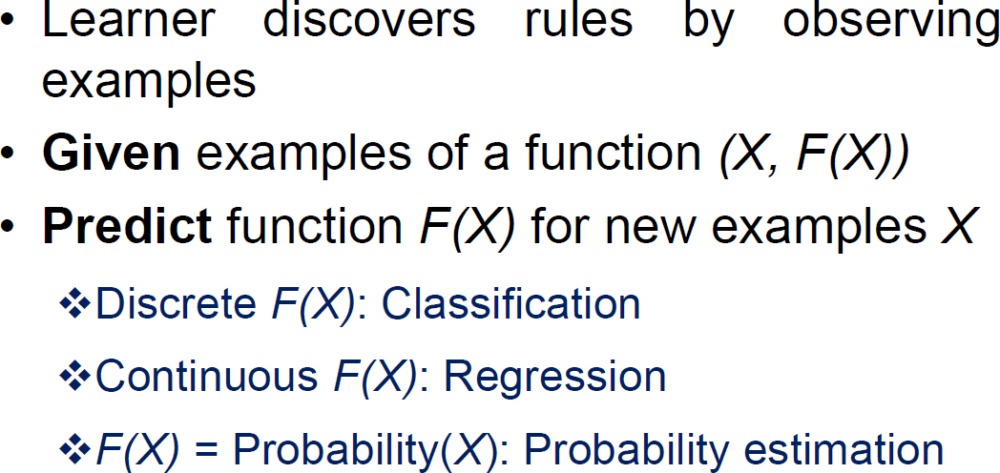 • Learner discovers rules by observing
examples
• Given examples of a function (X, F(X))
• Predict function F(X) for new examples X
❖Discrete F(X): Classification
❖Continuous F(X): Regression
❖F(X) = Probability(X): Probability estimation